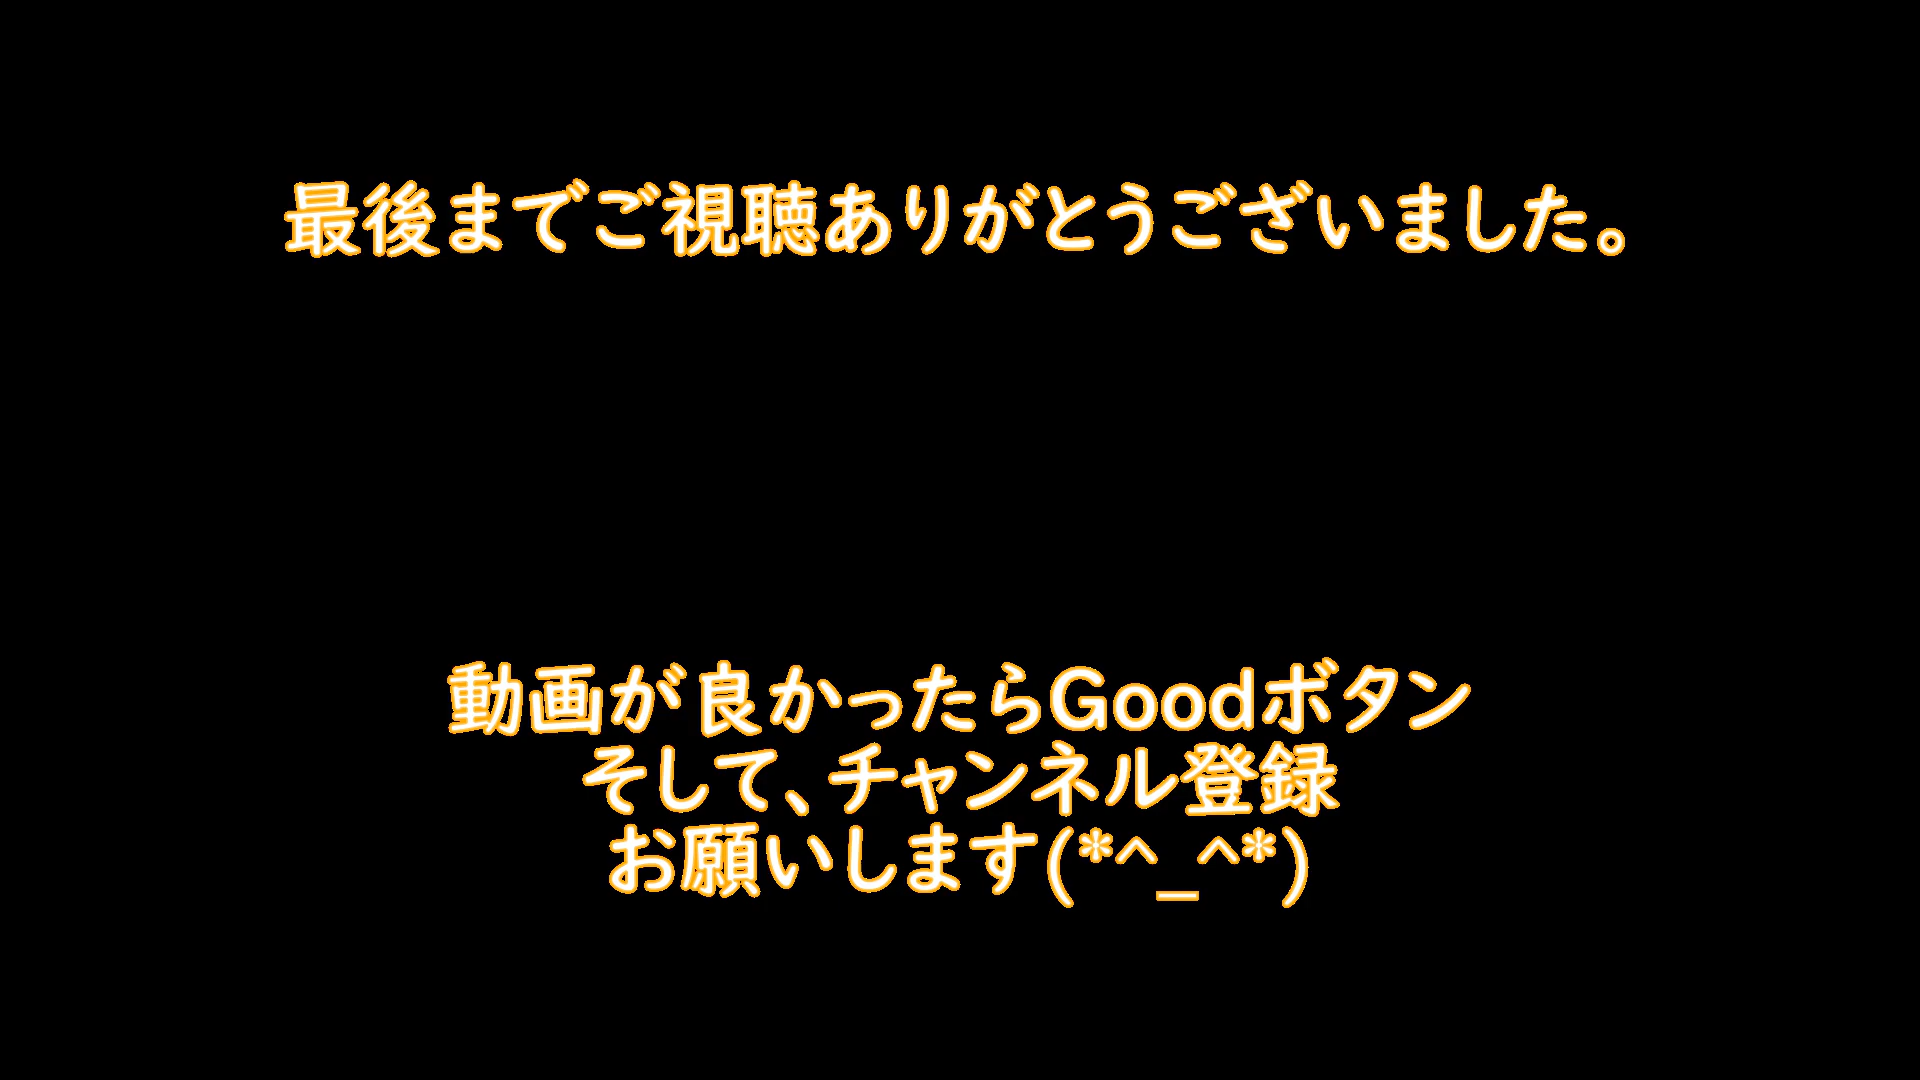 最後までご視聴ありがとうございました。
動画が良かったらGoodボタン
そして、チャンネル登録
お願いします(*^_^*)